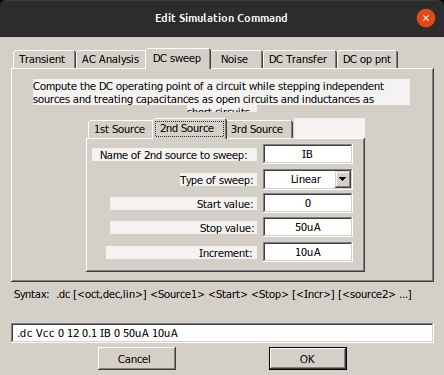 Edit Simulation Command
Transient AC Analysis DC sweep Noise DC Transfer DC op pnt
Compute the DC operating point of a circuit while stepping independent
sources and treating capacitances as open circuits and inductances as
short circuits.
1st Source 2nd Source 3rd Source
Name of 2nd source to sweep: IB
Type of sweep: Linear
Start value: 0
Stop value: 50uA
Increment: 10uA
Syntax: .dc [<oct,dec,lin>] <Source1> <Start> <Stop> [<Incr>] [<source2> ...]
.dc Vcc 0 12 0.1 IB 0 50uA 10uA
Cancel OK